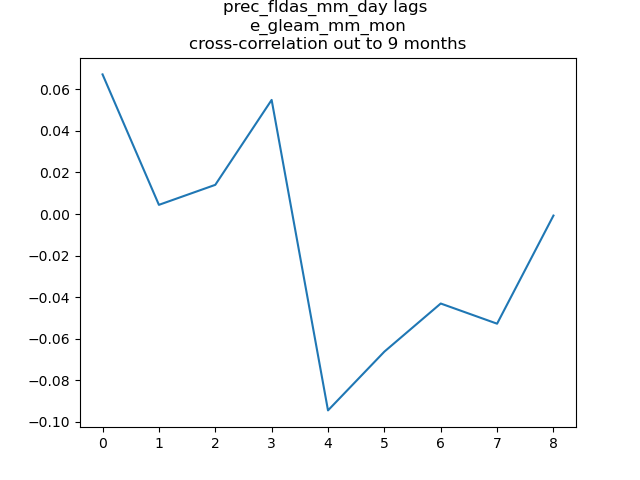 prec_fldas_mm_day lags
e_gleam_mm_mon
cross-correlation out to 9 months
0.06
0.04
0.02
0.00
−0.02
−0.04
−0.06
−0.08
−0.10
0 1 2 3 4 5 6 7 8